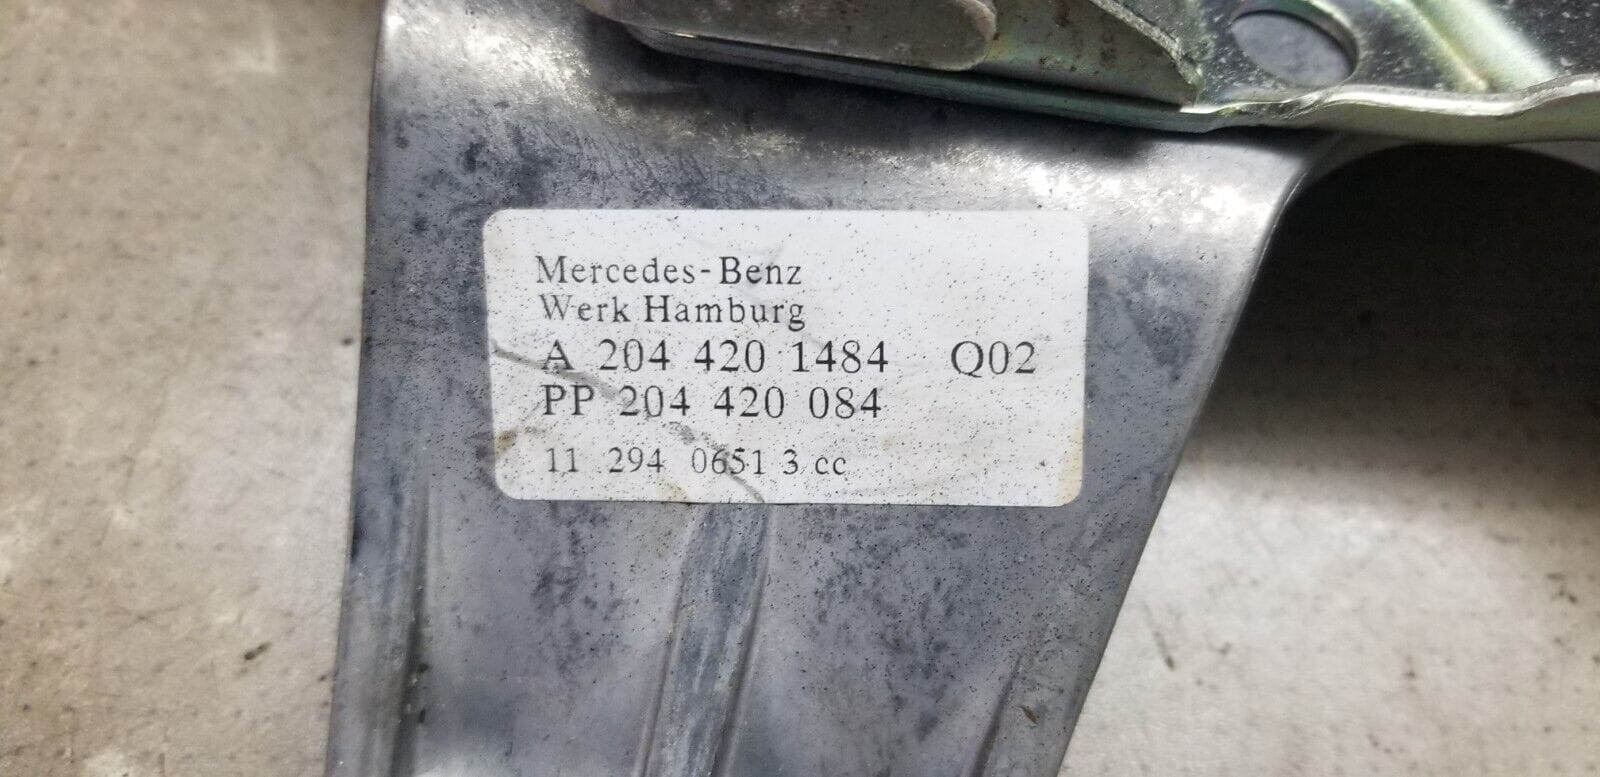 Mercedes-Benz
Werk Hamburg
A 204 420 1484 Q02
PP 204 420 084
11 294 0651 3 cc